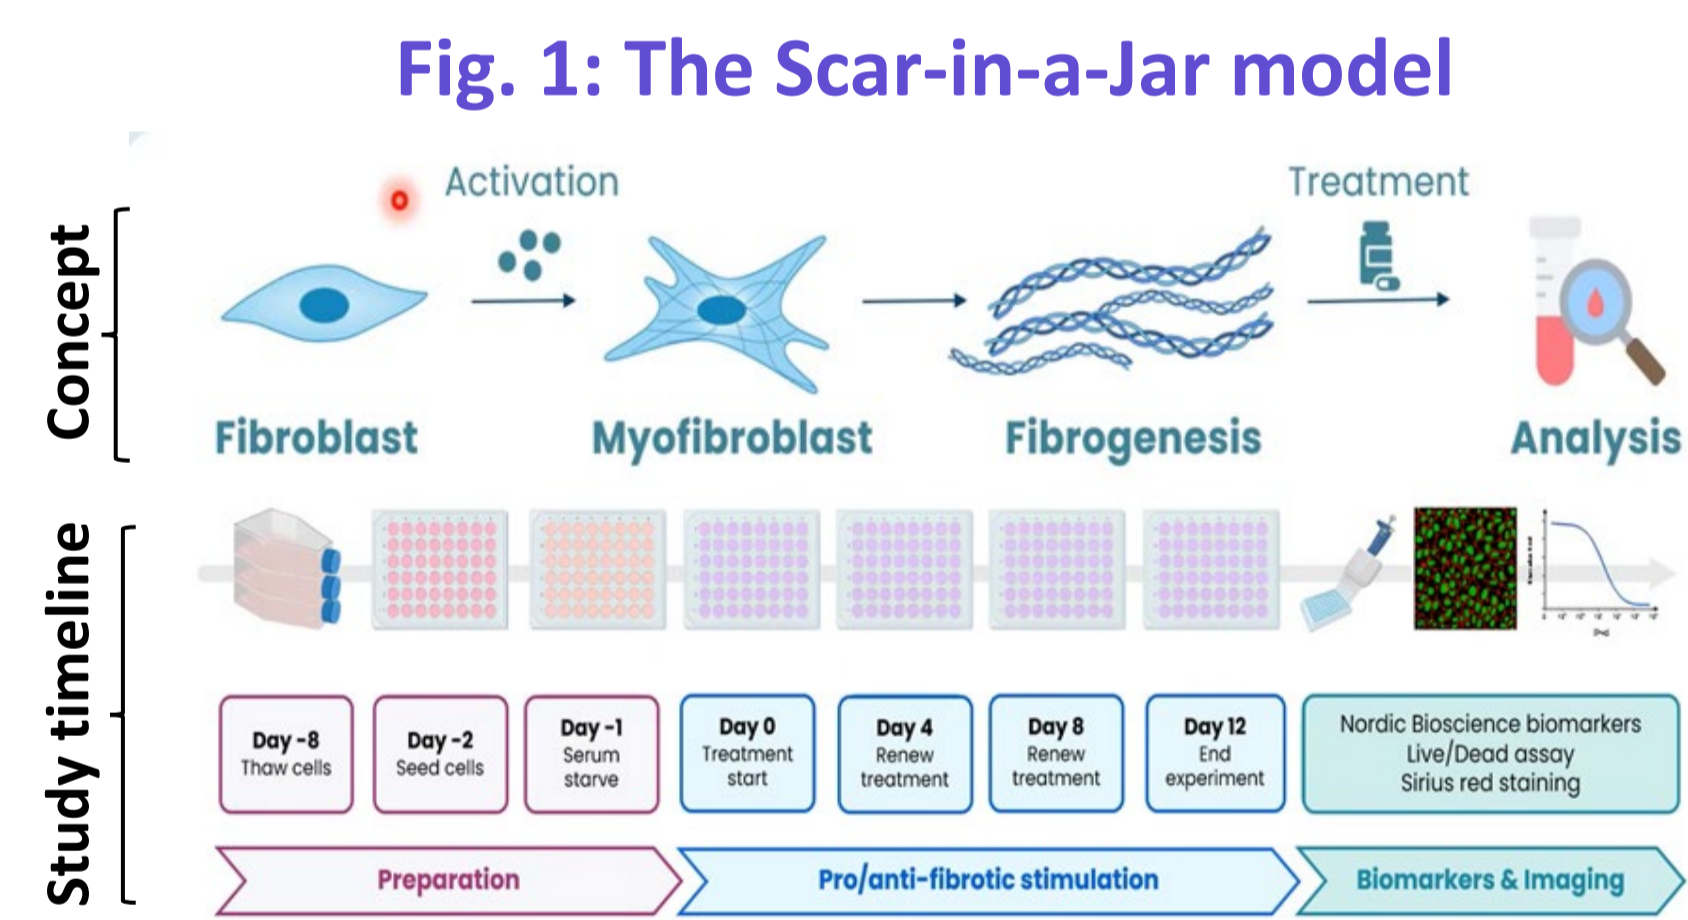 Fig. 1: The Scar-in-a-Jar model
Concept
Activation
Treatment
Fibroblast
Myofibroblast
Fibrogenesis
Analysis
Study timeline
Day -8
Thaw cells
Day -2
Seed cells
Day -1
Serum
starve
Day 0
Treatment
start
Day 4
Renew
treatment
Day 8
Renew
treatment
Day 12
End
experiment
Nordic Bioscience biomarkers
Live/Dead assay
Sirius red staining
Preparation
Pro/anti-fibrotic stimulation
Biomarkers & Imaging